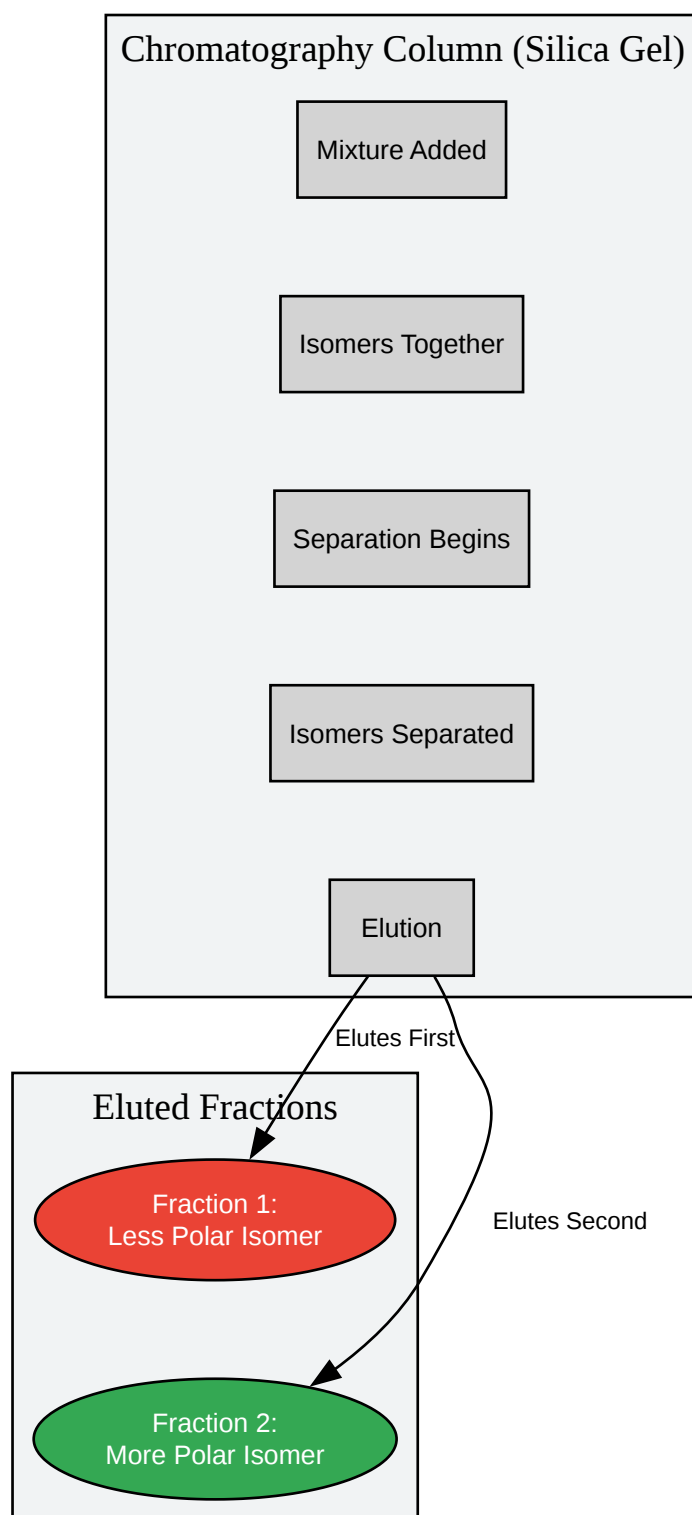 Chromatography Column (Silica Gel)
Mixture Added
Isomers Together
Separation Begins
Isomers Separated
Elution
Elutes First
Eluted Fractions
Fraction 1:
Less Polar Isomer
Elutes Second
Fraction 2:
More Polar Isomer